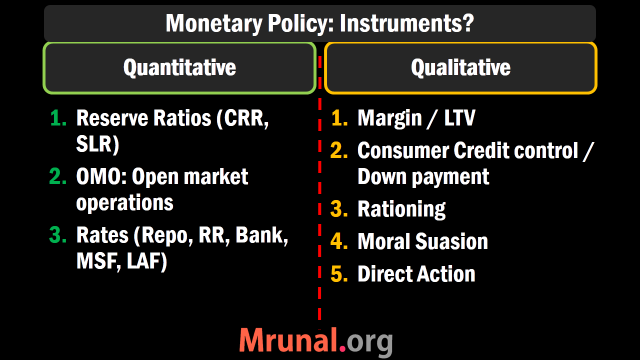 Monetary Policy: Instruments?
Quantitative
1. Reserve Ratios (CRR,
SLR)
2. OMO: Open market
operations
3. Rates (Repo, RR, Bank,
MSF, LAF)
Qualitative
1. Margin / LTV
2. Consumer Credit control /
Down payment
3. Rationing
4. Moral Suasion
5. Direct Action
Mrunal.org